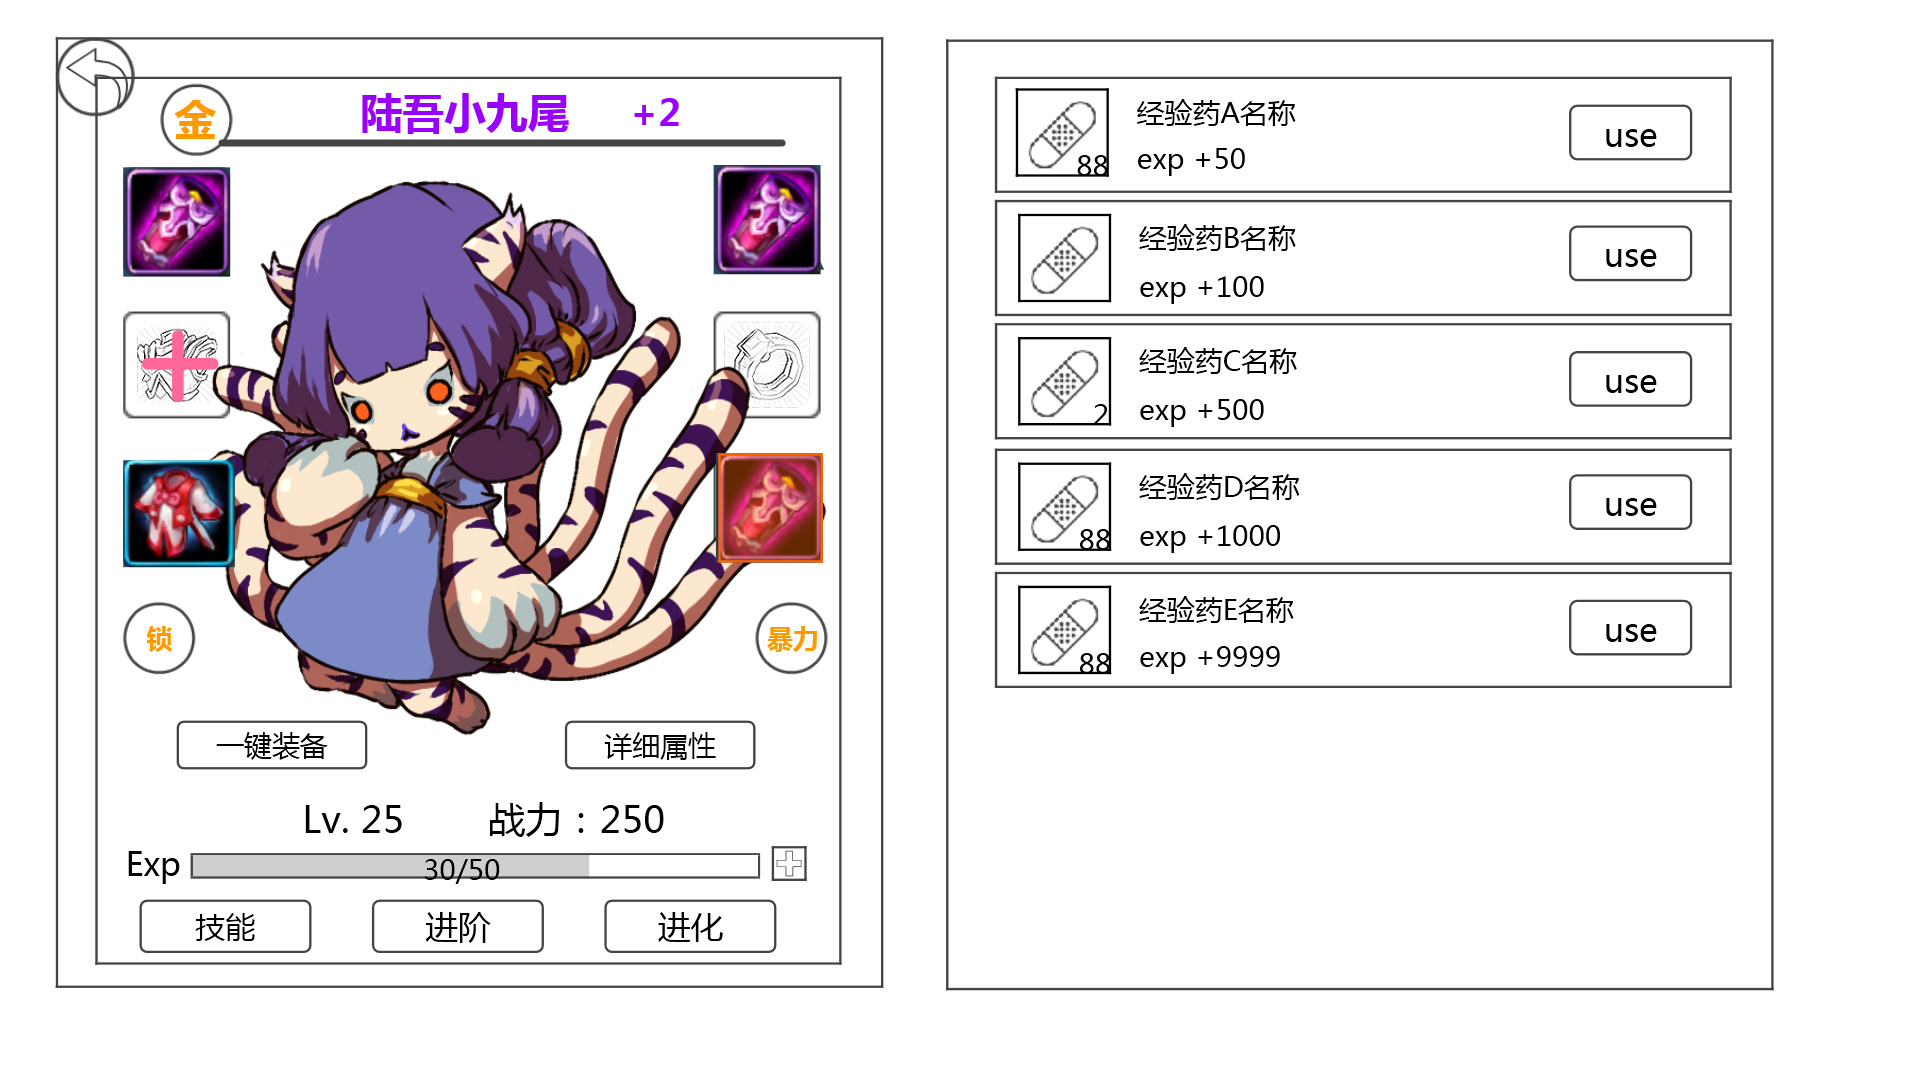 金
陆吾小九尾 +2
锁
暴力
一键装备
详细属性
Lv. 25
战力：250
Exp
30/50
技能
进阶
进化
经验药A名称
exp +50
88
use
经验药B名称
exp +100
use
经验药C名称
exp +500
2
use
经验药D名称
exp +1000
88
use
经验药E名称
exp +9999
88
use